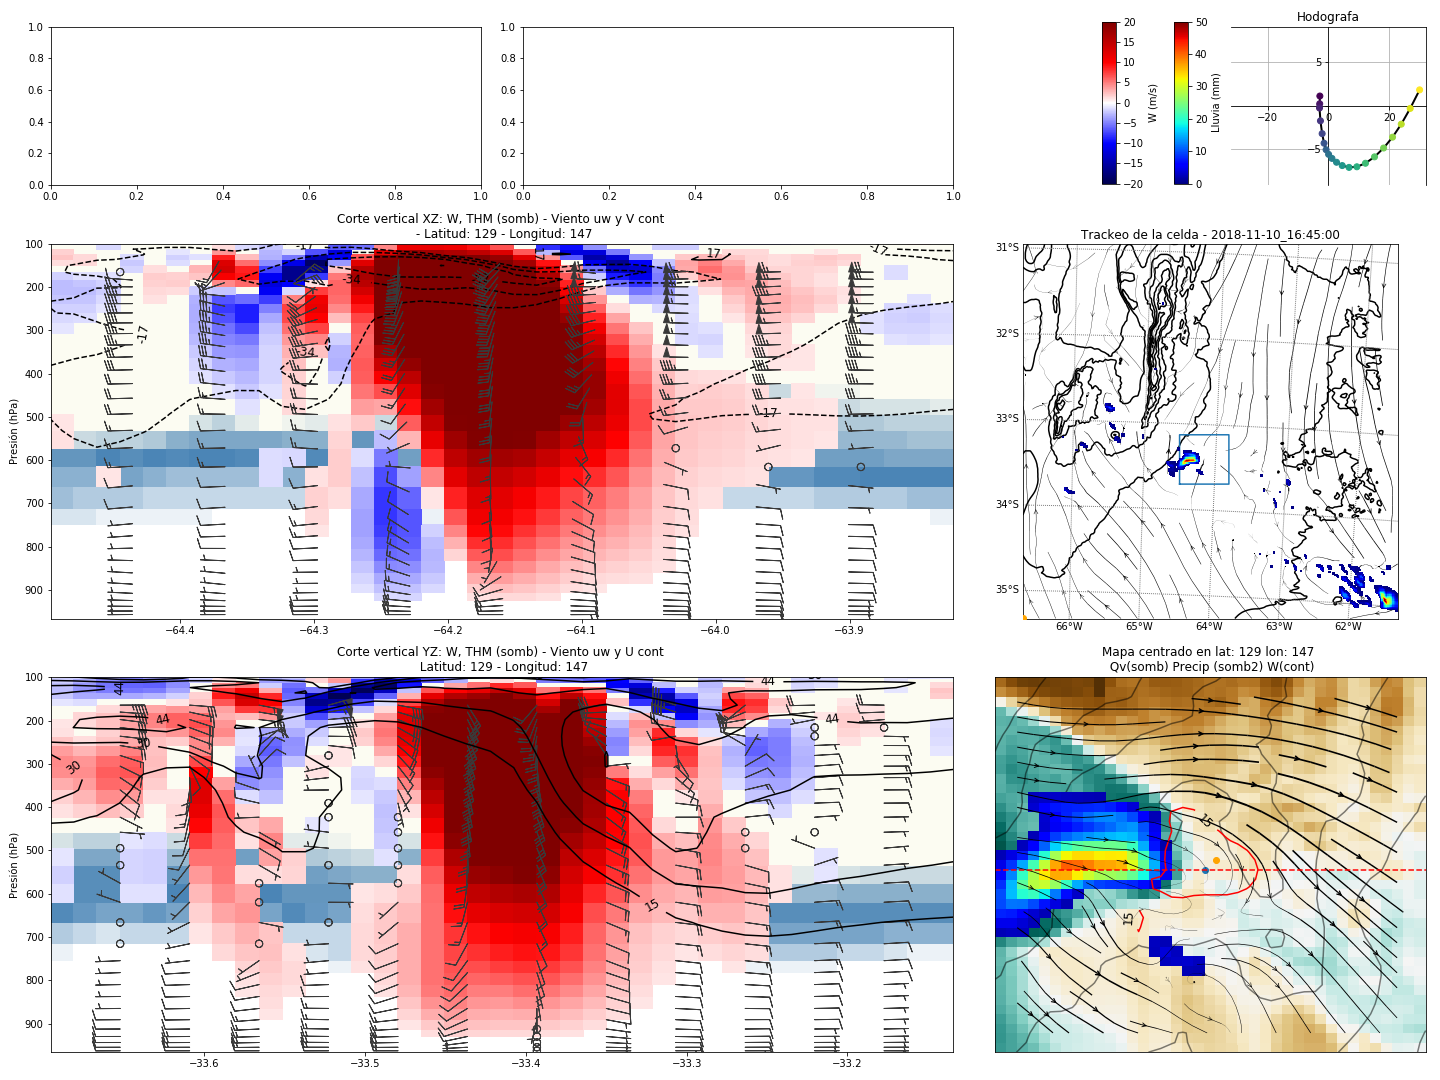 1.0
0.8
0.6
0.4
0.2
0.0
0.0 0.2 0.4 0.6 0.8 1.0
1.0
0.8
0.6
0.4
0.2
0.0
0.0 0.2 0.4 0.6 0.8 1.0
20
15
10
5
0
−5
−10
−15
−20
W (m/s)
50
40
30
20
10
0
Lluvia (mm)
Hodografa
5
−20 0 20
−5
Corte vertical XZ: W, THM (somb) - Viento uw y V cont
- Latitud: 129 - Longitud: 147
Presión (hPa)
100
200
300
400
500
600
700
800
900
-17
-17
17
-34
-17
-34
-17
−64.4 −64.3 −64.2 −64.1 −64.0 −63.9
Trackeo de la celda - 2018-11-10_16:45:00
31°S
32°S
33°S
34°S
35°S
66°W 65°W 64°W 63°W 62°W
Corte vertical YZ: W, THM (somb) - Viento uw y U cont
Latitud: 129 - Longitud: 147
Presión (hPa)
100
200
300
400
500
600
700
800
900
44
44
44
44
30
30
15
−33.6 −33.5 −33.4 −33.3 −33.2
Mapa centrado en lat: 129 lon: 147
Qv(somb) Precip (somb2) W(cont)
15
15